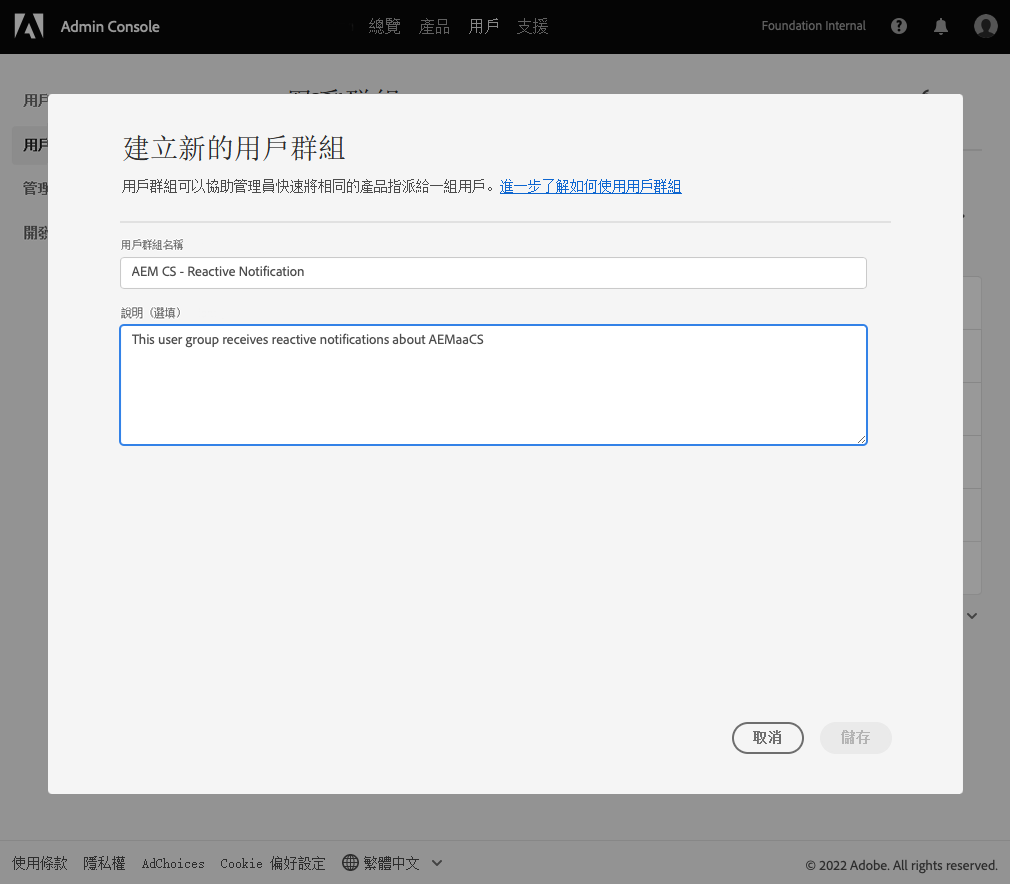 Admin Console
總覽
產品
用戶
支援
Foundation Internal
用戶
管理
建立新的用戶群組
用戶群組可以協助管理員快速將相同的產品指派給一組用戶。進一步了解如何使用用戶群組
用戶群組名稱
AEM CS - Reactive Notification
說明（選填）
This user group receives reactive notifications about AEMaaCS
取消
儲存
使用條款
隱私權
AdChoices
Cookie 偏好設定
繁體中文
© 2022 Adobe. All rights reserved.